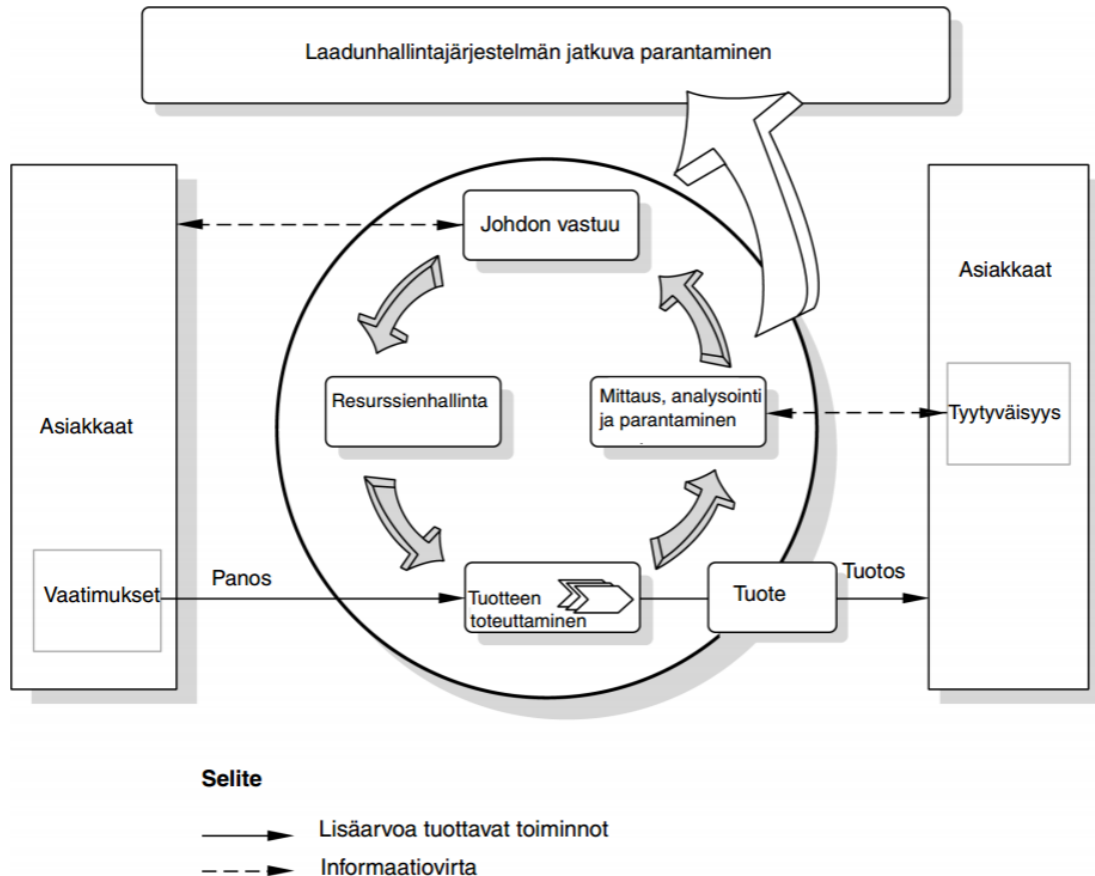 Laadunhallintajärjestelmän jatkuva parantaminen
Johdon vastuu
Asiakkaat
Resurssienhallinta
Mittaus, analysointi
ja parantaminen
Tyytyväisyys
Asiakkaat
Vaatimukset
Panos
Tuotteen
toteuttaminen
Tuote
Tuotos
Selite
Lisäarvoa tuottavat toiminnot
Informaatiovirta